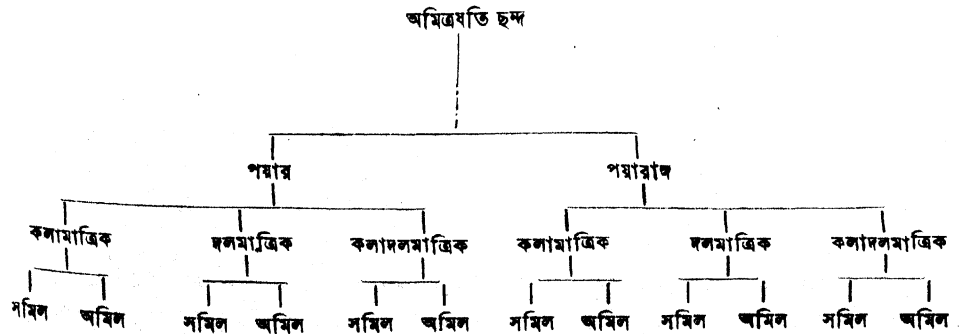 অমিত্রযতি ছন্দ
পয়ার পয়ারাঙ্গ
কলামাত্রিক দলমাত্রিক কলাদলমাত্রিক কলামাত্রিক দলমাত্রিক কলাদলমাত্রিক
সমিল অমিল সমিল অমিল সমিল অমিল সমিল অমিল সমিল অমিল সমিল অমিল